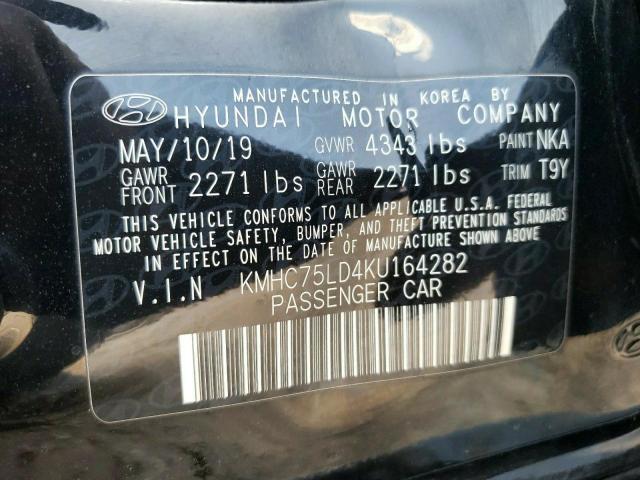 MANUFACTURED IN KOREA BY
HYUNDAI MOTOR COMPANY
MAY/10/19 GVWR 4343 lbs PAINT NKA
GAWR FRONT 2271 lbs GAWR REAR 2271 lbs TRIM T9Y
THIS VEHICLE CONFORMS TO ALL APPLICABLE U.S.A. FEDERAL
MOTOR VEHICLE SAFETY, BUMPER, AND THEFT PREVENTION STANDARDS
IN EFFECT ON THE DATE OF MANUFACTURE SHOWN ABOVE.
V.I.N KMHC75LD4KU164282
PASSENGER CAR